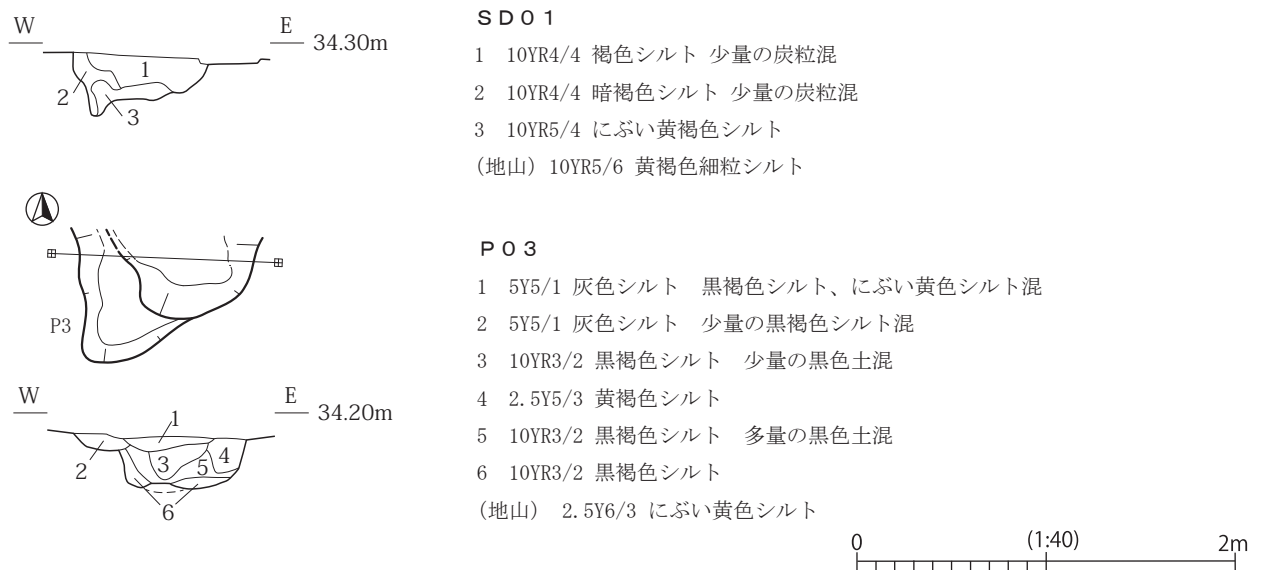 W E 34.30m
1
2
3
P3
W E 34.20m
1
2 3 5 4
6
SD01
1 10YR4/4 褐色シルト 少量の炭粒混
2 10YR4/4 暗褐色シルト 少量の炭粒混
3 10YR5/4 にぶい黄褐色シルト
(地山) 10YR5/6 黄褐色細粒シルト
P03
1 5Y5/1 灰色シルト 黒褐色シルト、にぶい黄色シルト混
2 5Y5/1 灰色シルト 少量の黒褐色シルト混
3 10YR3/2 黒褐色シルト 少量の黒色土混
4 2.5Y5/3 黄褐色シルト
5 10YR3/2 黒褐色シルト 多量の黒色土混
6 10YR3/2 黒褐色シルト
(地山) 2.5Y6/3 にぶい黄色シルト
0 (1:40) 2m